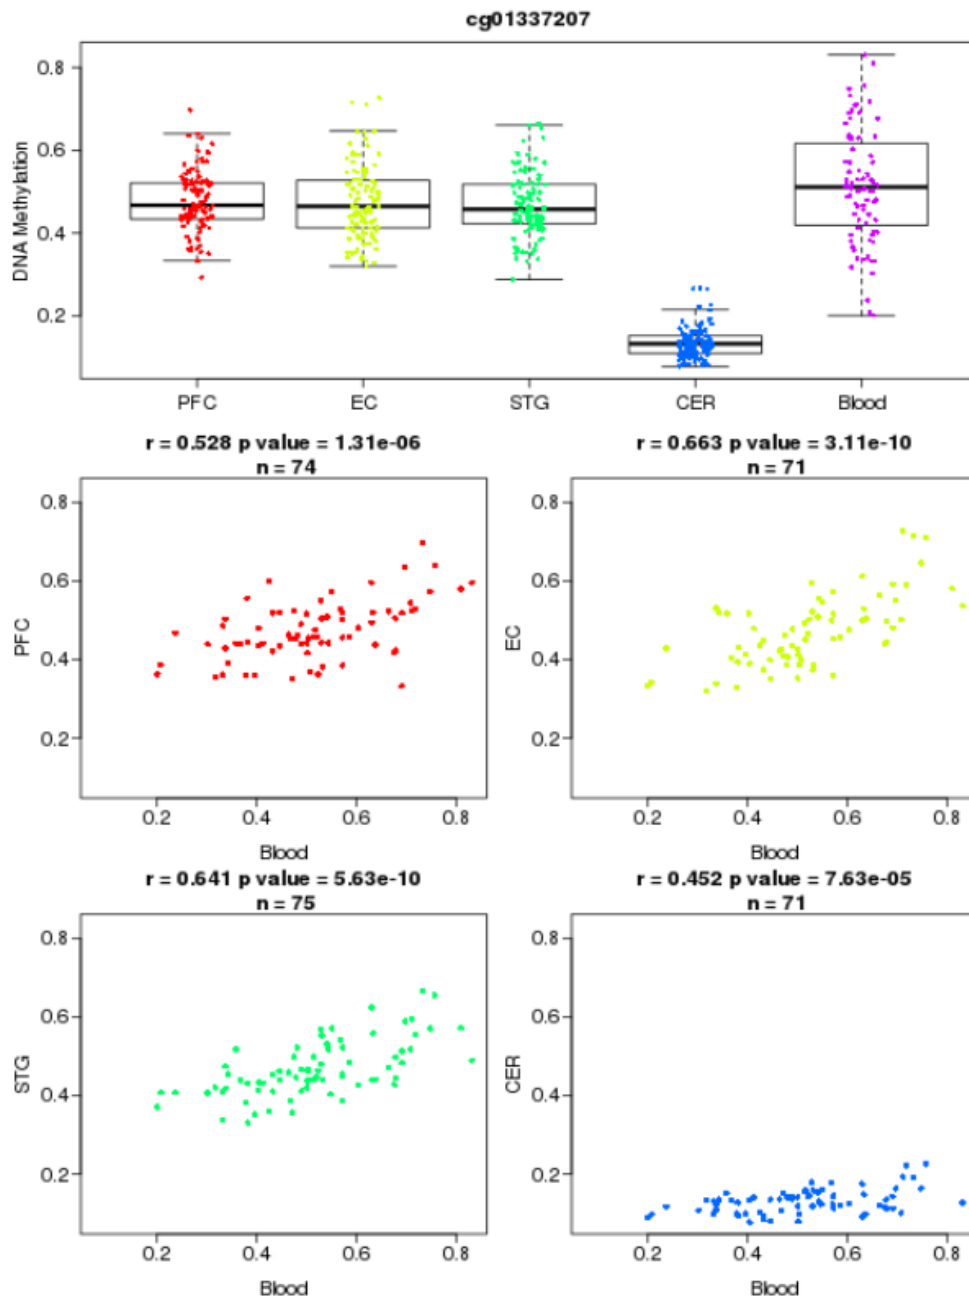 cg01337207
DNA Methylation
0.8
0.6
0.4
0.2
PFC EC STG CER Blood
r = 0.528 p value = 1.31e-06
n = 74
PFC
0.8
0.6
0.4
0.2
0.2 0.4 0.6 0.8
Blood
r = 0.663 p value = 3.11e-10
n = 71
EC
0.8
0.6
0.4
0.2
0.2 0.4 0.6 0.8
Blood
r = 0.641 p value = 5.63e-10
n = 75
STG
0.8
0.6
0.4
0.2
0.2 0.4 0.6 0.8
Blood
r = 0.452 p value = 7.63e-05
n = 71
CER
0.8
0.6
0.4
0.2
0.2 0.4 0.6 0.8
Blood